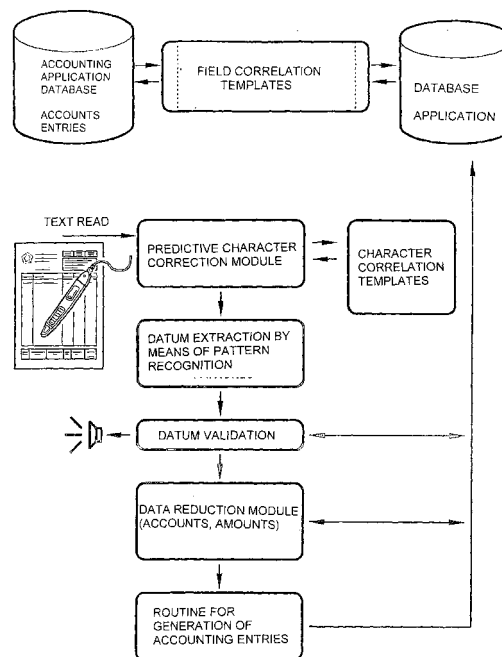 ACCOUNTING
APPLICATION
DATABASE
ACCOUNTS
ENTRIES
FIELD CORRELATION
TEMPLATES
DATABASE
APPLICATION
TEXT READ
PREDICTIVE CHARACTER
CORRECTION MODULE
CHARACTER
CORRELATION
TEMPLATES
DATUM EXTRACTION BY
MEANS OF PATTERN
RECOGNITION
DATUM VALIDATION
DATA REDUCTION MODULE
(ACCOUNTS, AMOUNTS)
ROUTINE FOR
GENERATION OF
ACCOUNTING ENTRIES